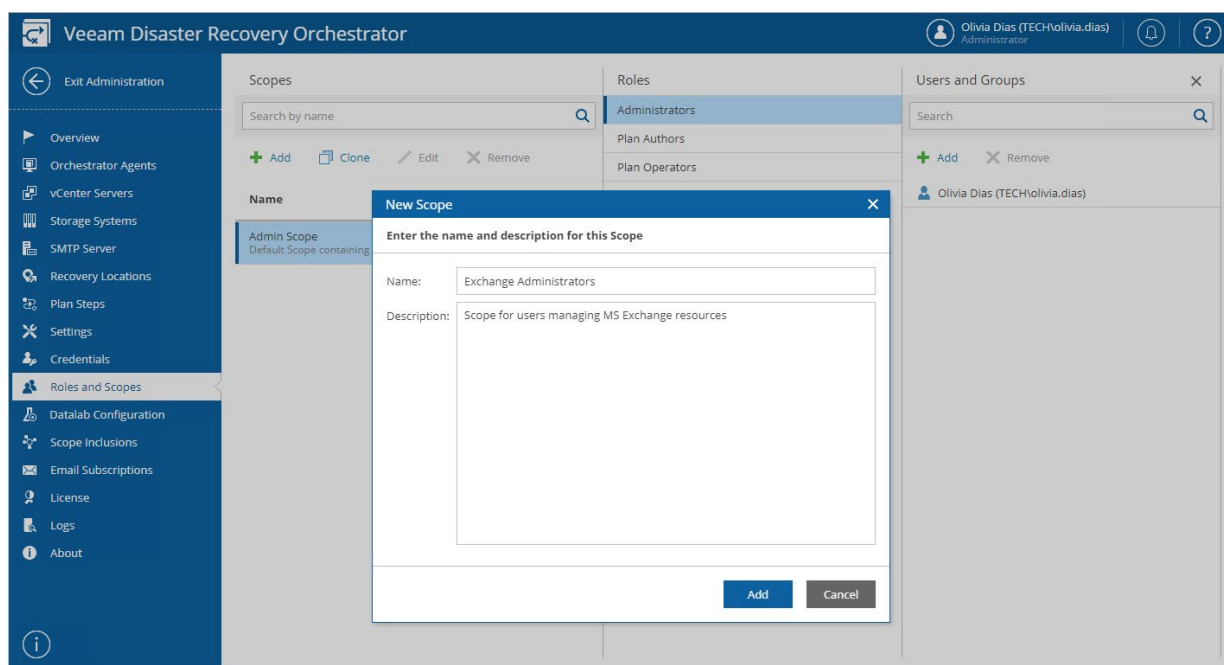 Veeam Disaster Recovery Orchestrator
Olivia Dias (TECH\olivia.dias)
Administrator
?
Exit Administration
Overview
Orchestrator Agents
vCenter Servers
Storage Systems
SMTP Server
Recovery Locations
Plan Steps
Settings
Credentials
Roles and Scopes
Datalab Configuration
Scope Inclusions
Email Subscriptions
License
Logs
About
Scopes
Search by name
Add Clone Edit Remove
Name
Admin Scope
Default Scope containing
Roles
Administrators
Plan Authors
Plan Operators
Users and Groups
Search
Add Remove
Olivia Dias (TECH\olivia.dias)
New Scope
Enter the name and description for this Scope
Name: Exchange Administrators
Description: Scope for users managing MS Exchange resources
Add Cancel